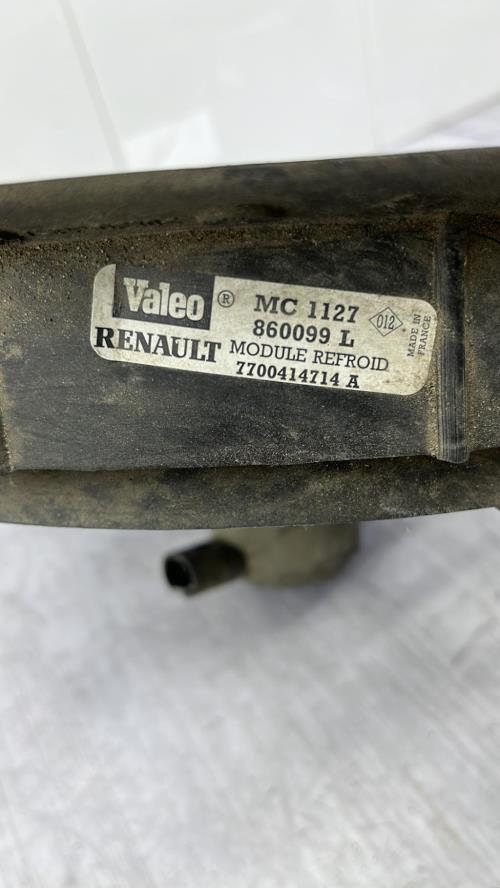 Valeo ® MC 1127
860099 L
RENAULT MODULE REFROID
7700414714 A
012
MADE IN
FRANCE